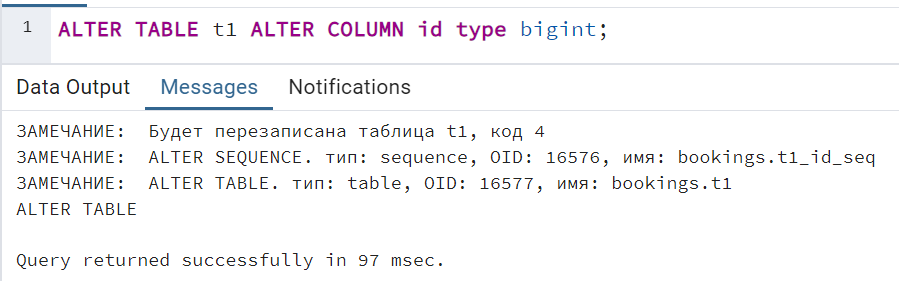 1 ALTER TABLE t1 ALTER COLUMN id type bigint;
Data Output Messages Notifications
ЗАМЕЧАНИЕ: Будет перезаписана таблица t1, код 4
ЗАМЕЧАНИЕ: ALTER SEQUENCE. тип: sequence, OID: 16576, имя: bookings.t1_id_seq
ЗАМЕЧАНИЕ: ALTER TABLE. тип: table, OID: 16577, имя: bookings.t1
ALTER TABLE
Query returned successfully in 97 msec.